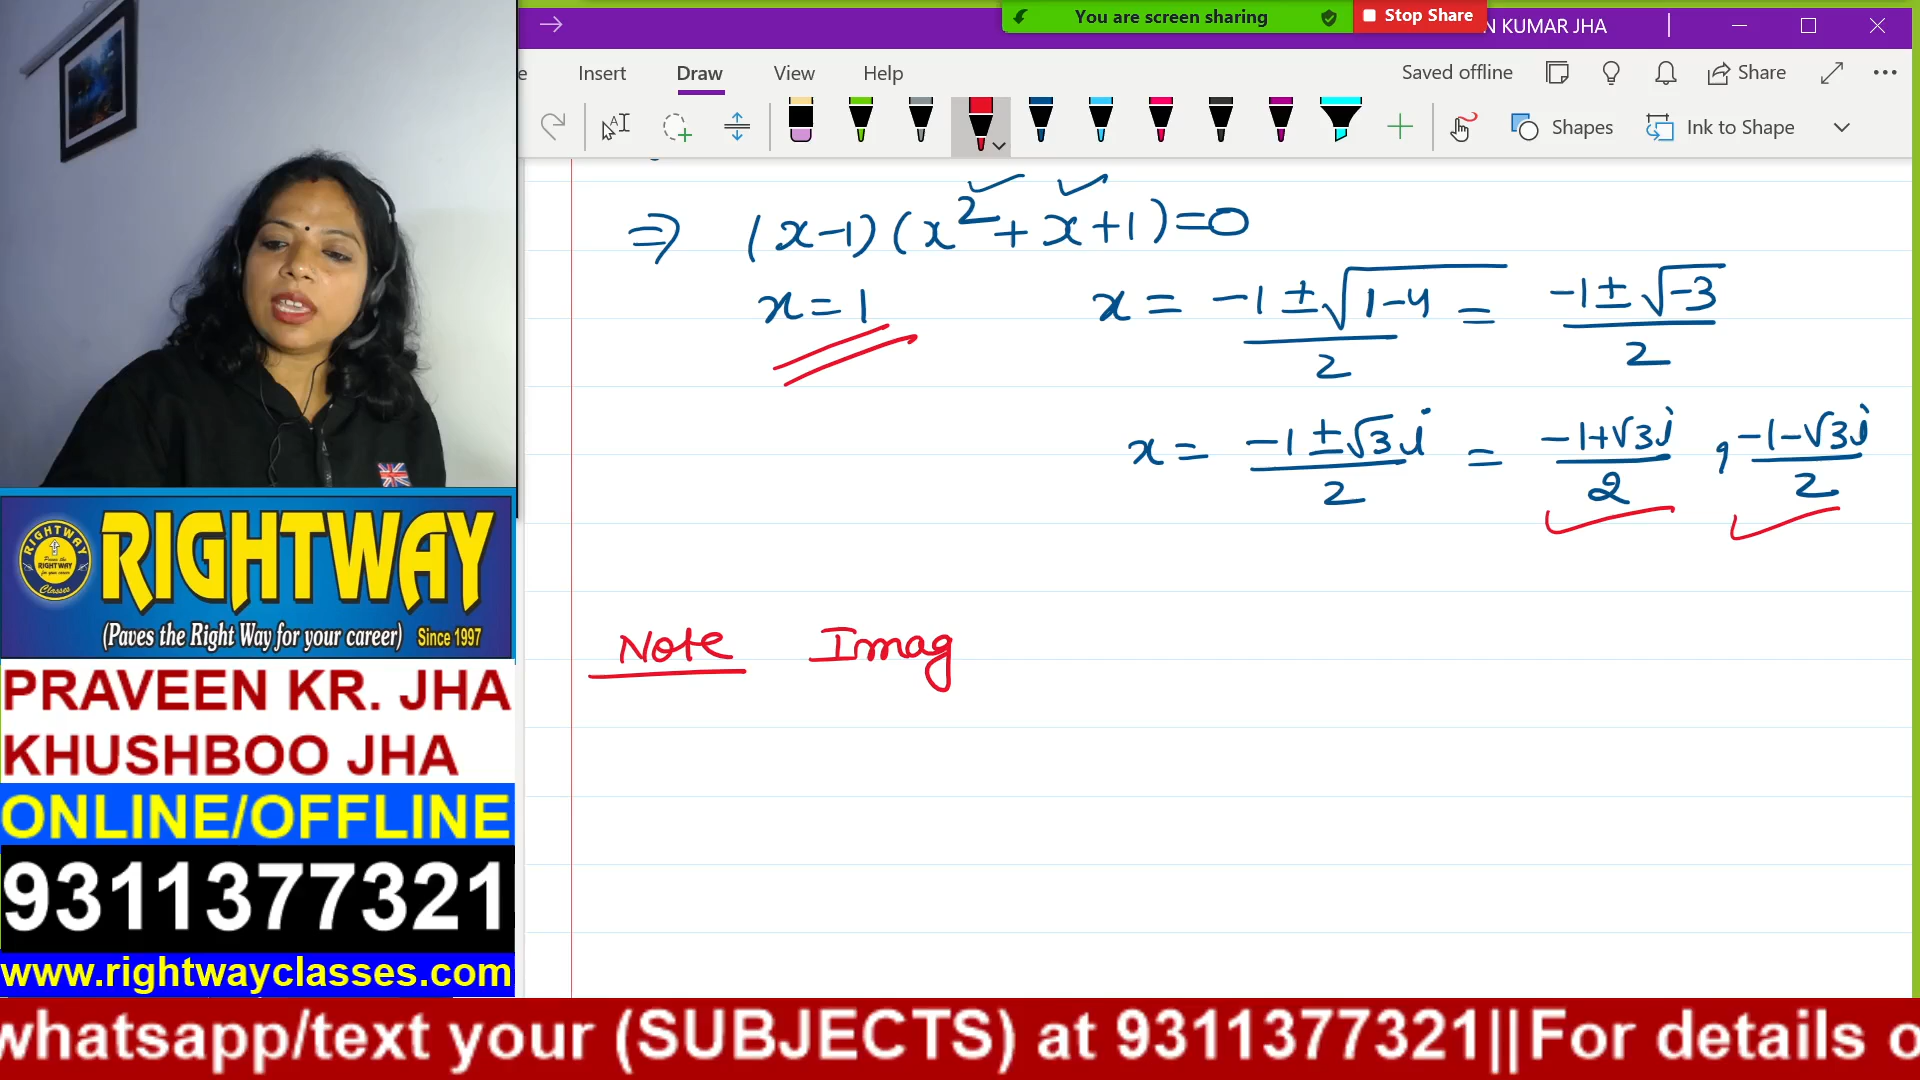 You are screen sharing
Stop Share
N KUMAR JHA
e Insert Draw View Help
Saved offline
Share
Shapes
Ink to Shape
⇒ (x-1)(x²+x+1)=0
x=1
x = -1±√1-4/2 = -1±√-3/2
x = -1±√3i/2 = -1+√3i/2 , -1-√3i/2
Note Imag
RIGHTWAY
Classes
RIGHTWAY
(Paves the Right Way for your career) Since 1997
PRAVEEN KR. JHA
KHUSHBOO JHA
ONLINE/OFFLINE
9311377321
www.rightwayclasses.com
whatsapp/text your (SUBJECTS) at 9311377321||For details o